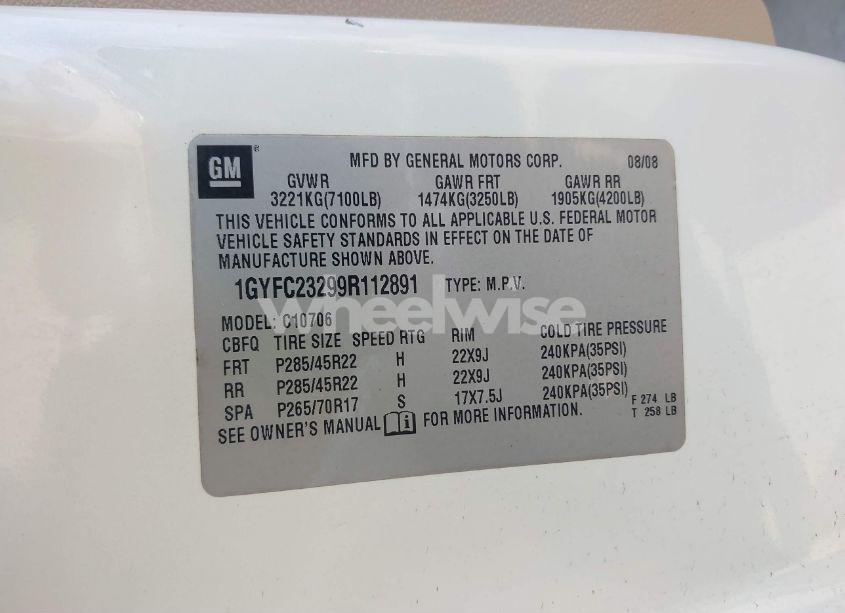 GM
MFD BY GENERAL MOTORS CORP. 08/08
GVWR GAWR FRT GAWR RR
3221KG(7100LB) 1474KG(3250LB) 1905KG(4200LB)
THIS VEHICLE CONFORMS TO ALL APPLICABLE U.S. FEDERAL MOTOR
VEHICLE SAFETY STANDARDS IN EFFECT ON THE DATE OF
MANUFACTURE SHOWN ABOVE.
1GYFC23299R112891 TYPE: M.P.V.
Wheelwise
MODEL: C10706
CBFQ TIRE SIZE SPEED RTG RIM COLD TIRE PRESSURE
FRT P285/45R22 H 22X9J 240KPA(35PSI)
RR P285/45R22 H 22X9J 240KPA(35PSI)
SPA P265/70R17 S 17X7.5J 240KPA(35PSI)
SEE OWNER'S MANUAL FOR MORE INFORMATION. F 274 LB
T 258 LB